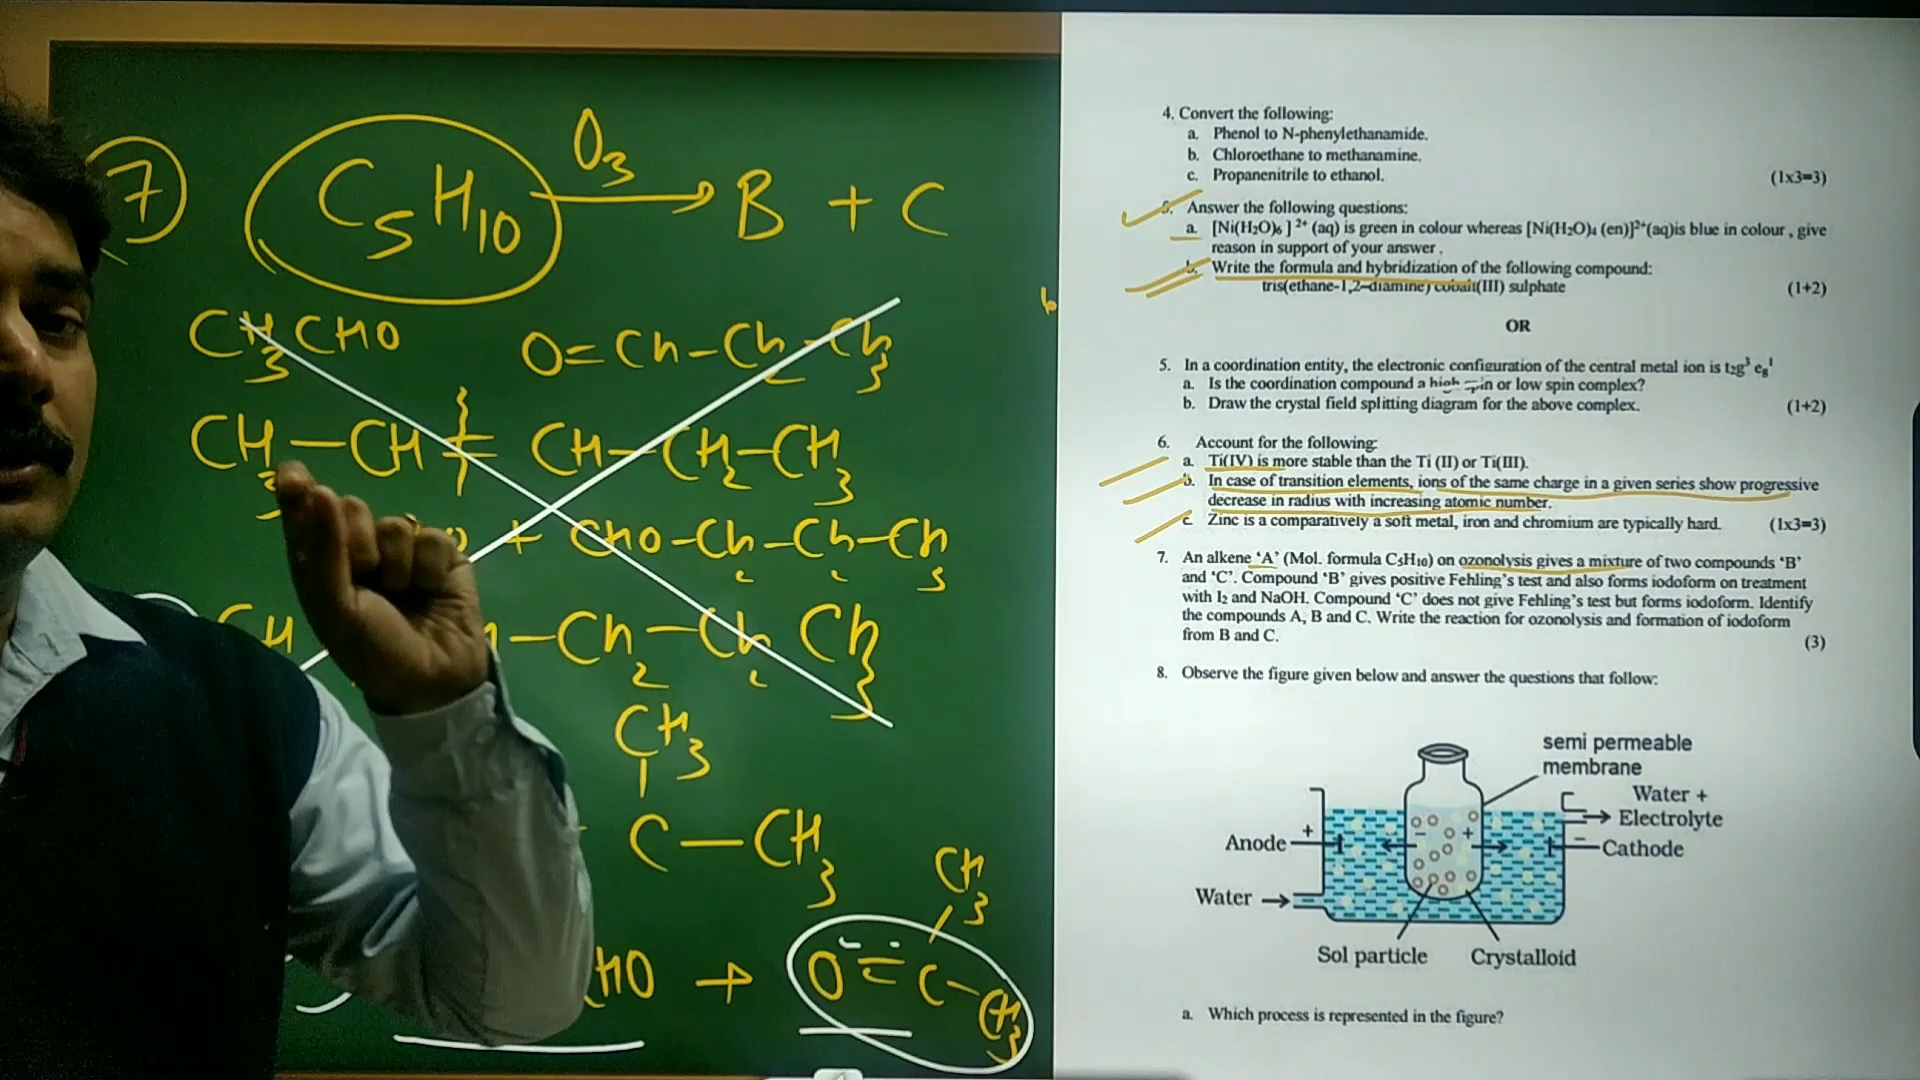 7
C5H10 O3 → B + C
CH3CHO O=CH-CH2-CH3
CH3-CH=CH-CH2-CH3
+ CHO-CH2-CH2-CH3
CH -CH2-CH2 CH3
CH3
C-CH3
CH3
HO + O=C-CH3
4. Convert the following:
a. Phenol to N-phenylethanamide.
b. Chloroethane to methanamine.
c. Propanenitrile to ethanol. (1x3=3)
5. Answer the following questions:
a. [Ni(H2O)6 ] 2+ (aq) is green in colour whereas [Ni(H2O)4 (en)]2+(aq)is blue in colour , give
reason in support of your answer .
b. Write the formula and hybridization of the following compound:
tris(ethane-1,2-diamine) cobalt(III) sulphate (1+2)
OR
5. In a coordination entity, the electronic configuration of the central metal ion is t2g3 eg1
a. Is the coordination compound a high spin or low spin complex?
b. Draw the crystal field splitting diagram for the above complex. (1+2)
6. Account for the following:
a. Ti(IV) is more stable than the Ti (II) or Ti(III).
b. In case of transition elements, ions of the same charge in a given series show progressive
decrease in radius with increasing atomic number.
c. Zinc is a comparatively a soft metal, iron and chromium are typically hard. (1x3=3)
7. An alkene ‘A’ (Mol. formula C5H10) on ozonolysis gives a mixture of two compounds ‘B’
and ‘C’. Compound ‘B’ gives positive Fehling’s test and also forms iodoform on treatment
with I2 and NaOH. Compound ‘C’ does not give Fehling’s test but forms iodoform. Identify
the compounds A, B and C. Write the reaction for ozonolysis and formation of iodoform
from B and C. (3)
8. Observe the figure given below and answer the questions that follow:
semi permeable
membrane
Water +
Electrolyte
Anode + − Cathode
Water
Sol particle Crystalloid
a. Which process is represented in the figure?